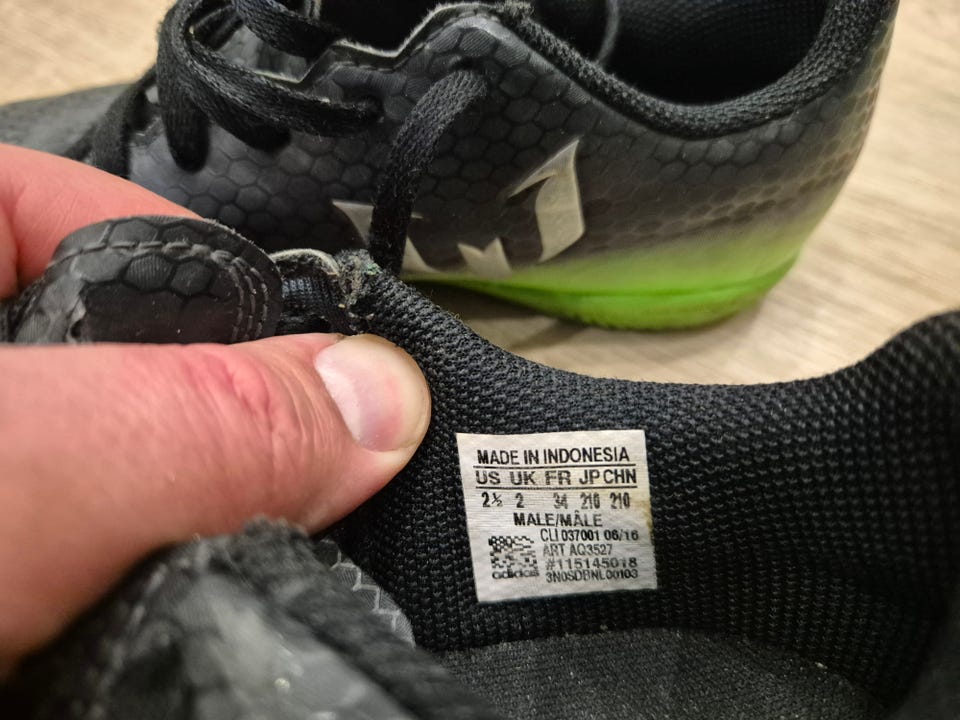 MADE IN INDONESIA
US UK FR JP CHN
2½ 2 34 210 210
MALE/MÂLE
CLI 037001 06/16
ART AQ3527
#115145018
adidas 3N0SDBNL00103